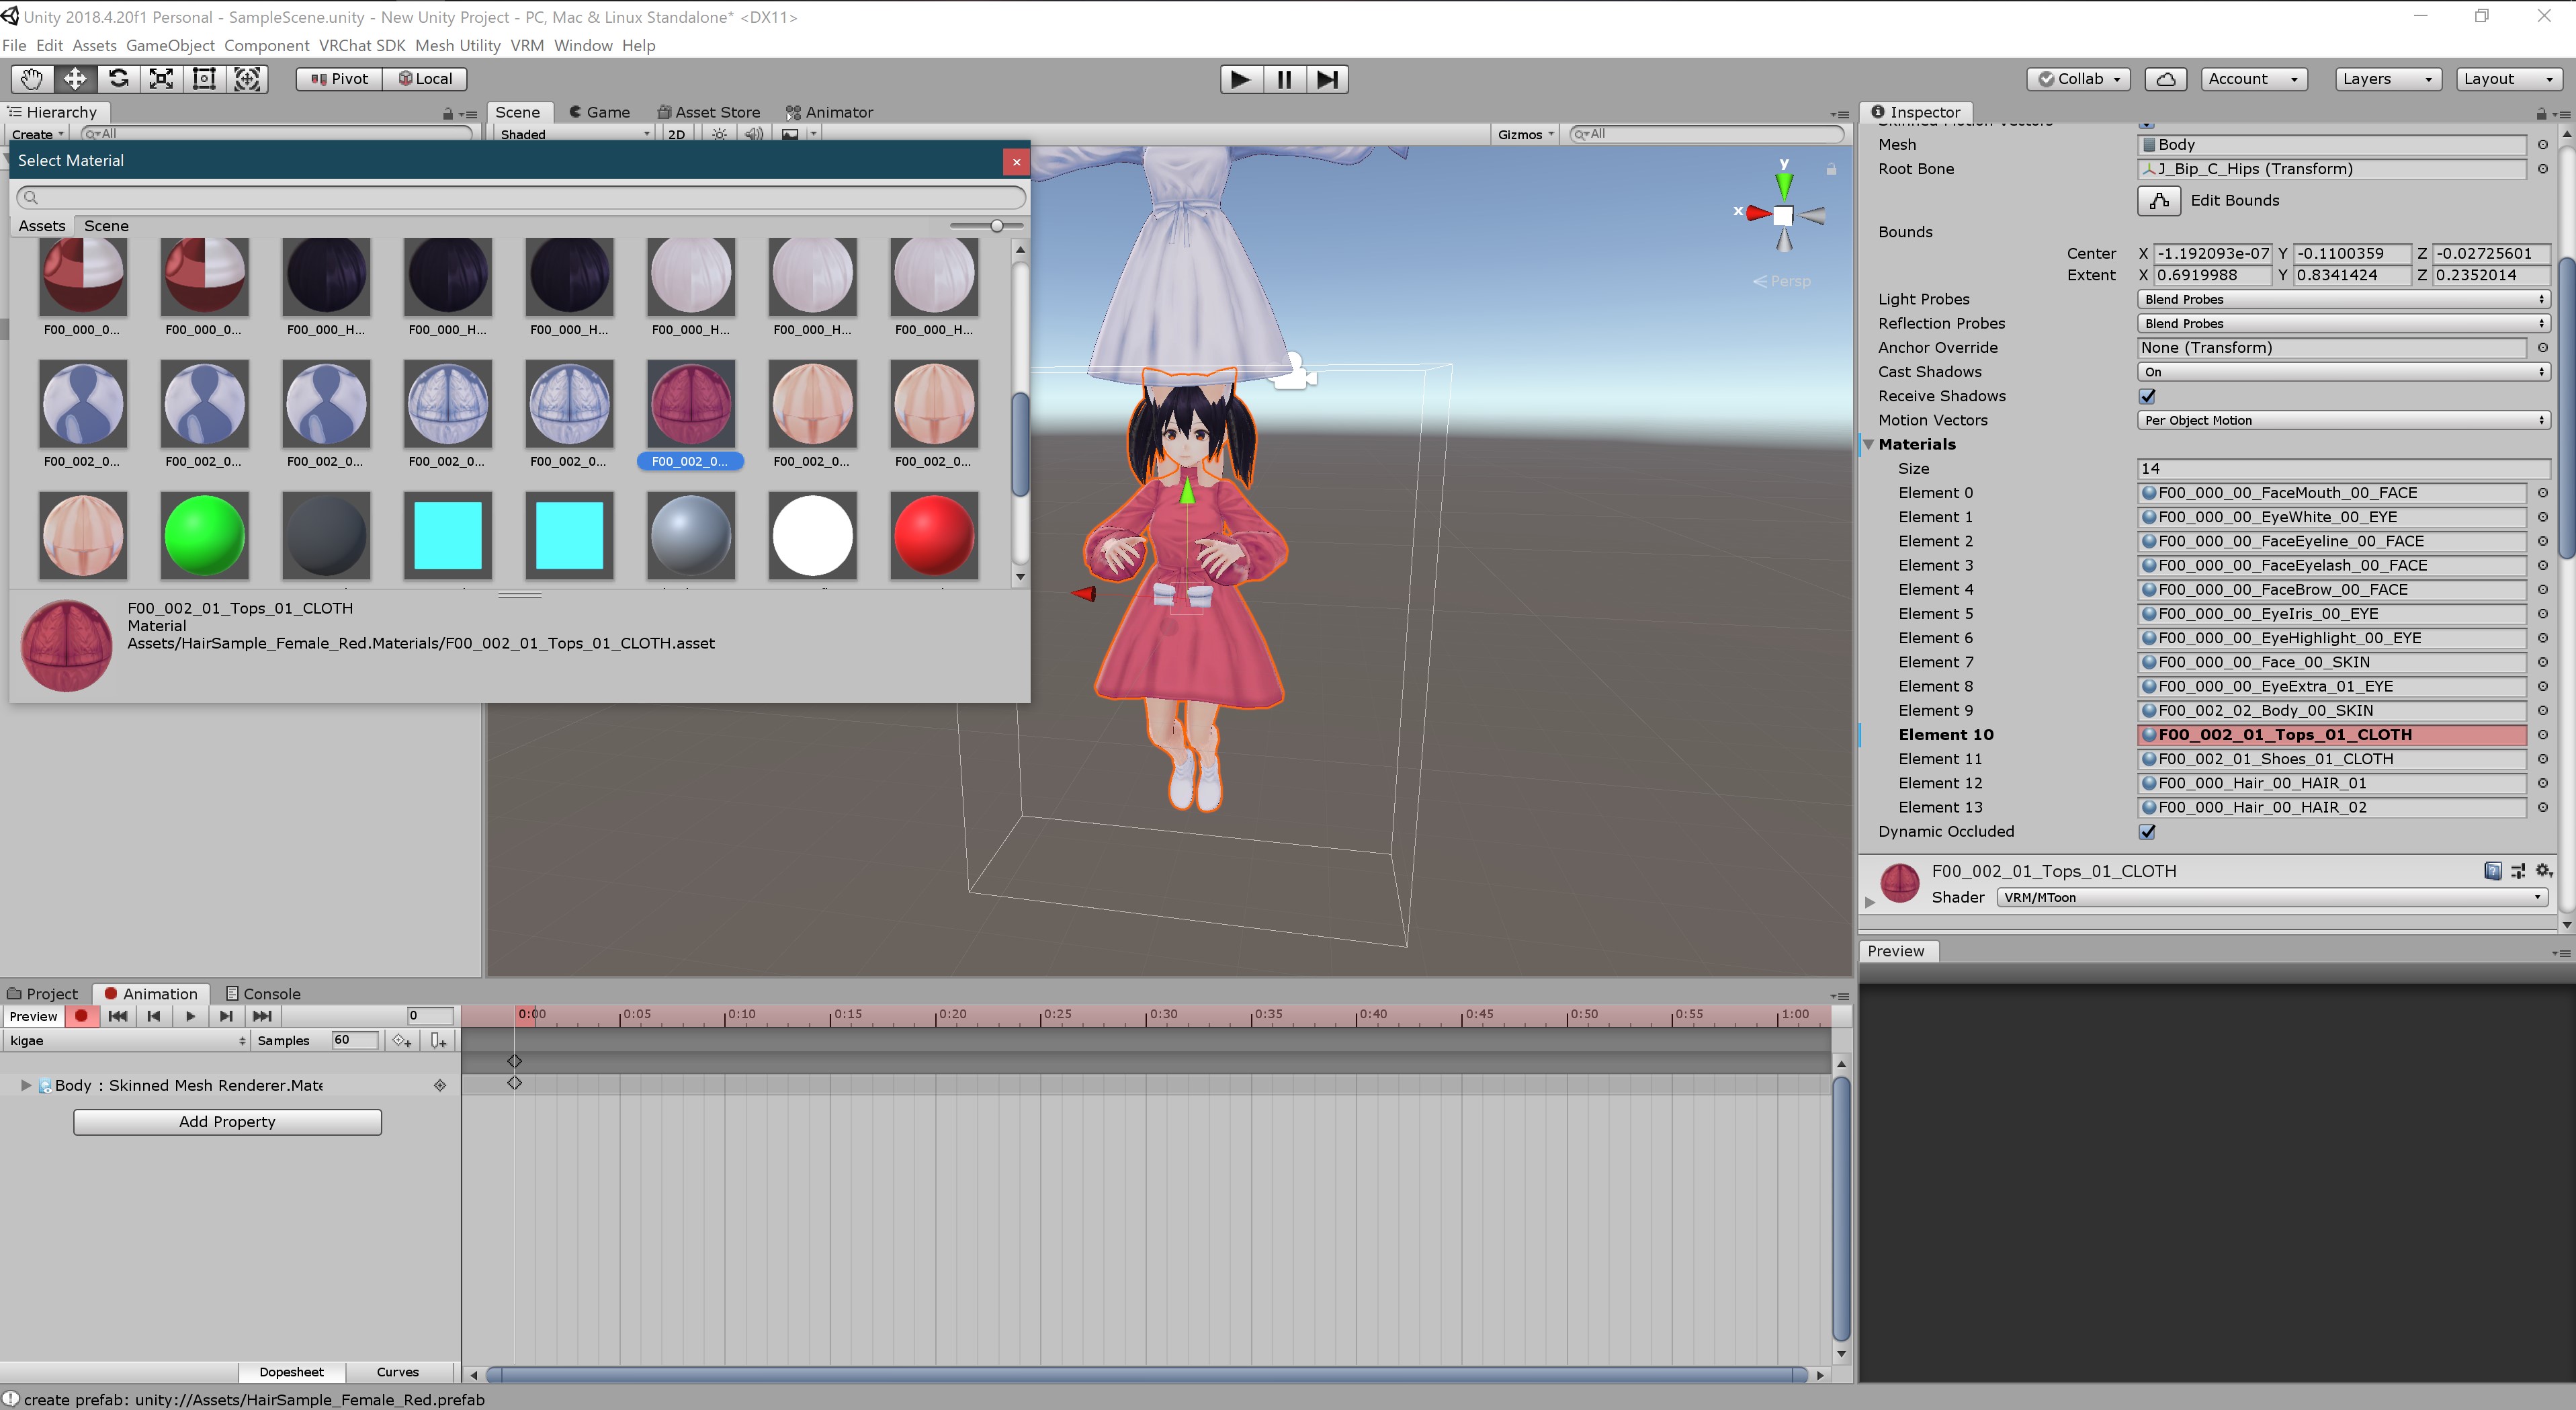 Unity 2018.4.20f1 Personal - SampleScene.unity - New Unity Project - PC, Mac & Linux Standalone* <DX11>
File Edit Assets GameObject Component VRChat SDK Mesh Utility VRM Window Help
Pivot Local Collab Account Layers Layout
Hierarchy Scene Game Asset Store Animator Inspector
Create All Shaded 2D Gizmos All
Select Material
Assets Scene
F00_000_0... F00_000_0... F00_000_H... F00_000_H... F00_000_H... F00_000_H... F00_000_H... F00_000_H...
F00_002_0... F00_002_0... F00_002_0... F00_002_0... F00_002_0... F00_002_0... F00_002_0... F00_002_0...
F00_002_01_Tops_01_CLOTH
Material
Assets/HairSample_Female_Red.Materials/F00_002_01_Tops_01_CLOTH.asset
y
x
Persp
Mesh Body
Root Bone J_Bip_C_Hips (Transform)
Edit Bounds
Bounds
Center X -1.192093e-07 Y -0.1100359 Z -0.02725601
Extent X 0.6919988 Y 0.8341424 Z 0.2352014
Light Probes Blend Probes
Reflection Probes Blend Probes
Anchor Override None (Transform)
Cast Shadows On
Receive Shadows
Motion Vectors Per Object Motion
Materials
Size 14
Element 0 F00_000_00_FaceMouth_00_FACE
Element 1 F00_000_00_EyeWhite_00_EYE
Element 2 F00_000_00_FaceEyeline_00_FACE
Element 3 F00_000_00_FaceEyelash_00_FACE
Element 4 F00_000_00_FaceBrow_00_FACE
Element 5 F00_000_00_EyeIris_00_EYE
Element 6 F00_000_00_EyeHighlight_00_EYE
Element 7 F00_000_00_Face_00_SKIN
Element 8 F00_000_00_EyeExtra_01_EYE
Element 9 F00_002_02_Body_00_SKIN
Element 10 F00_002_01_Tops_01_CLOTH
Element 11 F00_002_01_Shoes_01_CLOTH
Element 12 F00_000_Hair_00_HAIR_01
Element 13 F00_000_Hair_00_HAIR_02
Dynamic Occluded
F00_002_01_Tops_01_CLOTH
Shader VRM/MToon
Preview
Project Animation Console
Preview 0 0:00 0:05 0:10 0:15 0:20 0:25 0:30 0:35 0:40 0:45 0:50 0:55 1:00
kigae Samples 60
Body : Skinned Mesh Renderer.Mate
Add Property
Dopesheet Curves
create prefab: unity://Assets/HairSample_Female_Red.prefab